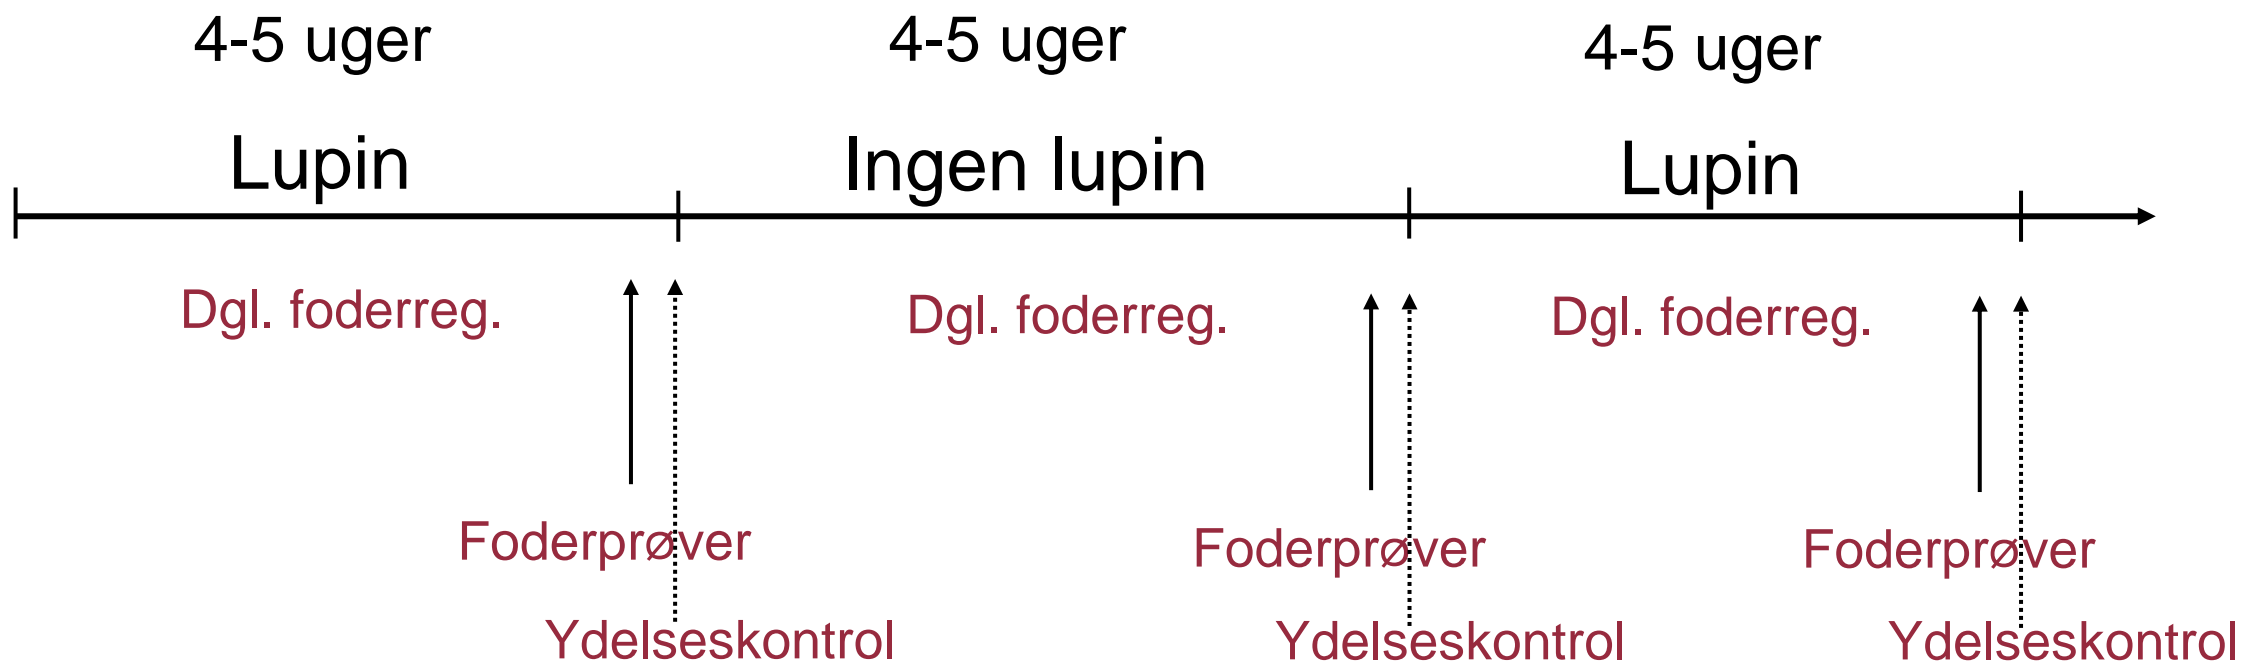 4-5 uger 4-5 uger 4-5 uger
Lupin Ingen lupin Lupin
Dgl. foderreg. Dgl. foderreg. Dgl. foderreg.
Foderprøver Foderprøver Foderprøver
Ydelseskontrol Ydelseskontrol Ydelseskontrol